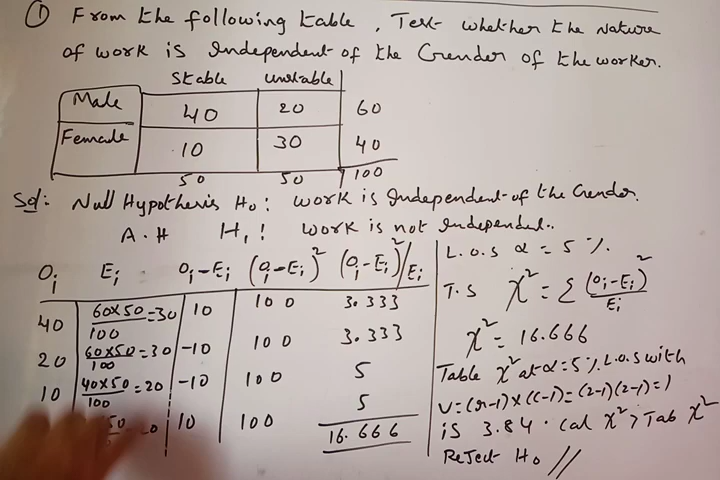 ① From the following table, Test whether the Nature
of work is Independent of the Gender of the worker.
Stable unstable
Male 40 20 60
Female 10 30 40
50 50 100
Sol: Null Hypothesis H₀: work is Independent of the Gender.
A.H H₁: work is not Independent..
Oi Ei Oi-Ei (Oi-Ei)² (Oi-Ei)²/Ei
40 60×50/100=30 10 100 3.333
20 60×50/100=30 -10 100 3.333
10 40×50/100=20 -10 100 5
10 100 5
16.666
L.O.S α = 5%.
T.S χ² = Σ (Oi-Ei)²/Ei
χ² = 16.666
Table χ² at α=5% L.O.S with
ν=(r-1)×(c-1)=(2-1)(2-1)=1
is 3.84. cal χ² > Tab χ²
Reject H₀ //